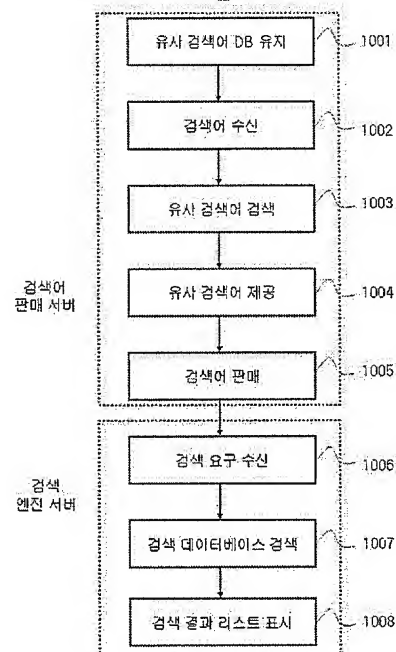 유사 검색어 DB 유지
1001
검색어 수신
1002
유사 검색어 검색
1003
유사 검색어 제공
1004
검색어
판매 서버
검색어 판매
1005
검색 요구 수신
1006
검색
엔진 서버
검색 데이터베이스 검색
1007
검색 결과 리스트 표시
1008